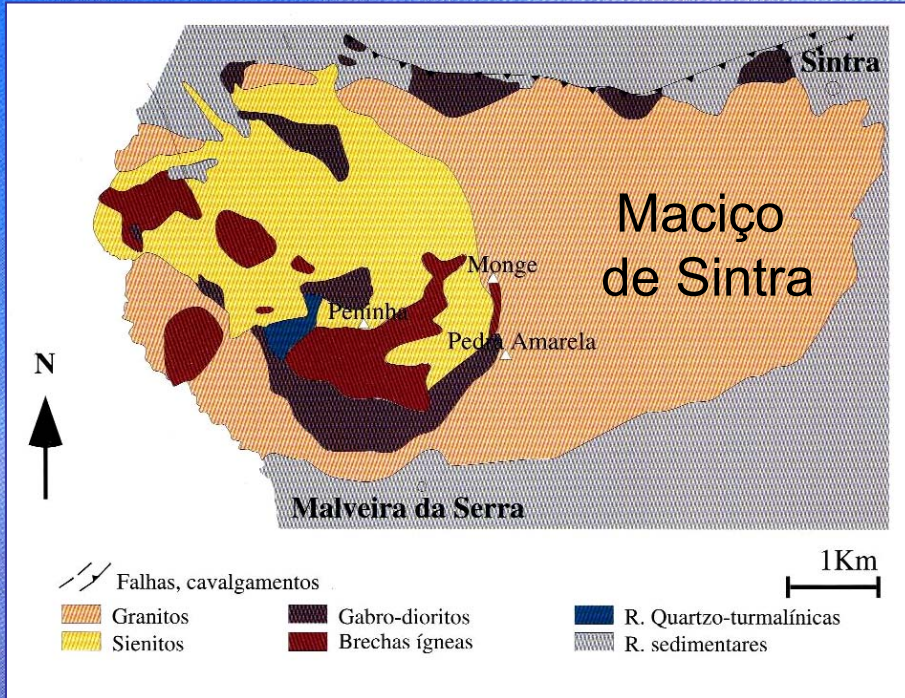 Sintra
Maciço
de Sintra
Monge
Peninha
Pedra Amarela
N
Malveira da Serra
1Km
Falhas, cavalgamentos
Granitos
Sienitos
Gabro-dioritos
Brechas ígneas
R. Quartzo-turmalínicas
R. sedimentares